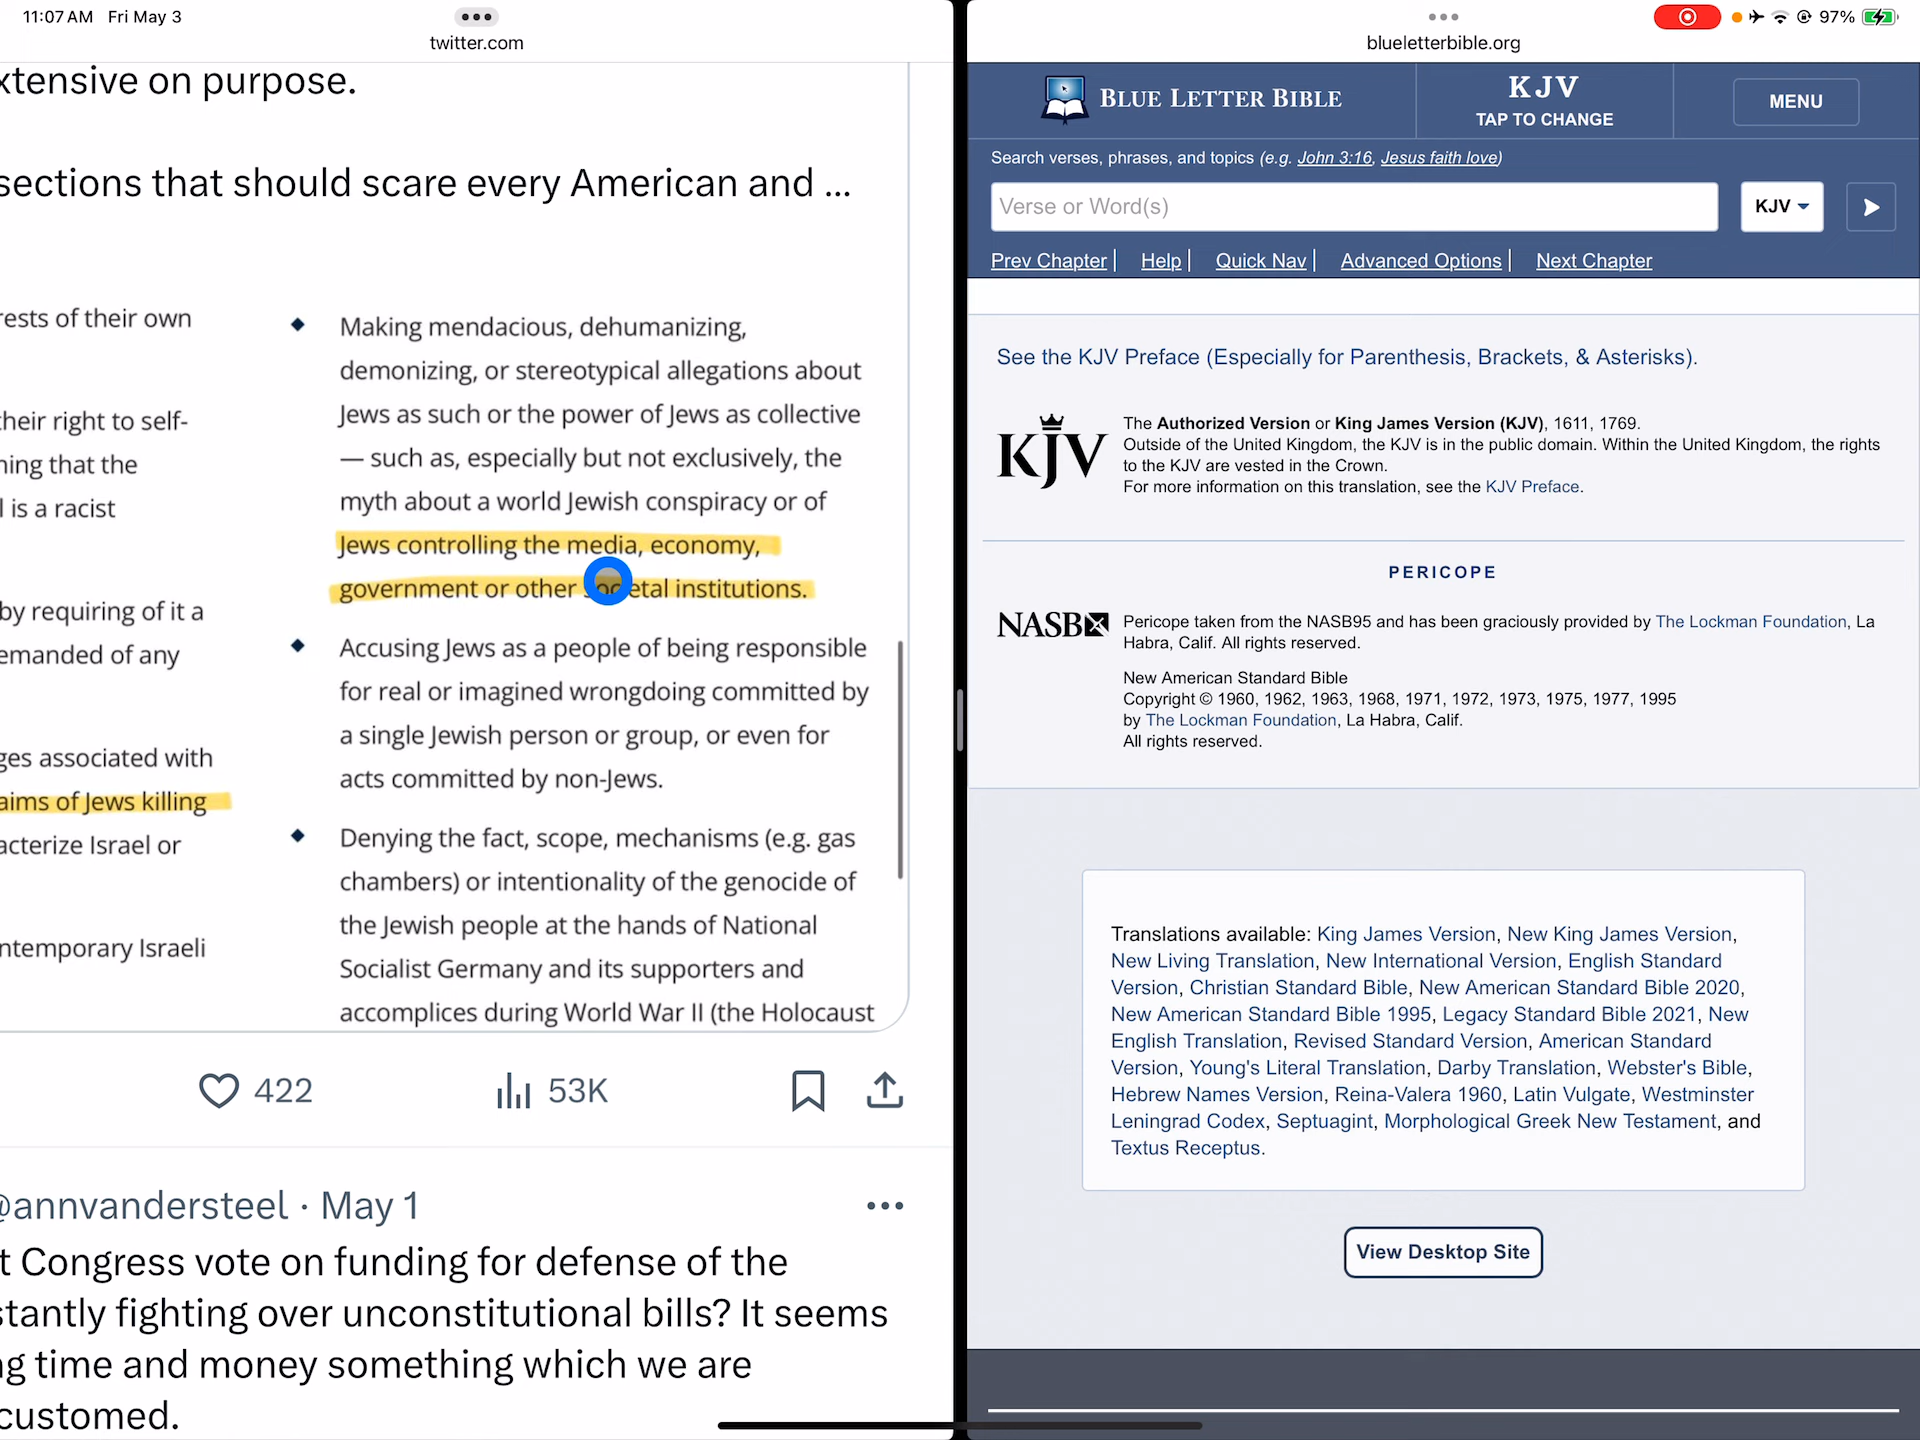 11:07 AM Fri May 3
twitter.com
xtensive on purpose.
sections that should scare every American and ...
rests of their own
their right to self-
ning that the
l is a racist
by requiring of it a
emanded of any
ges associated with
aims of Jews killing
acterize Israel or
ntemporary Israeli
Making mendacious, dehumanizing,
demonizing, or stereotypical allegations about
Jews as such or the power of Jews as collective
— such as, especially but not exclusively, the
myth about a world Jewish conspiracy or of
Jews controlling the media, economy,
government or other societal institutions.
Accusing Jews as a people of being responsible
for real or imagined wrongdoing committed by
a single Jewish person or group, or even for
acts committed by non-Jews.
Denying the fact, scope, mechanisms (e.g. gas
chambers) or intentionality of the genocide of
the Jewish people at the hands of National
Socialist Germany and its supporters and
accomplices during World War II (the Holocaust
422 53K
@annvandersteel · May 1
t Congress vote on funding for defense of the
stantly fighting over unconstitutional bills? It seems
ng time and money something which we are
customed.
97%
blueletterbible.org
BLUE LETTER BIBLE
KJV
TAP TO CHANGE
MENU
Search verses, phrases, and topics (e.g. John 3:16, Jesus faith love)
Verse or Word(s)
KJV
Prev Chapter | Help | Quick Nav | Advanced Options | Next Chapter
See the KJV Preface (Especially for Parenthesis, Brackets, & Asterisks).
KJV
The Authorized Version or King James Version (KJV), 1611, 1769.
Outside of the United Kingdom, the KJV is in the public domain. Within the United Kingdom, the rights
to the KJV are vested in the Crown.
For more information on this translation, see the KJV Preface.
PERICOPE
NASB
Pericope taken from the NASB95 and has been graciously provided by The Lockman Foundation, La
Habra, Calif. All rights reserved.
New American Standard Bible
Copyright © 1960, 1962, 1963, 1968, 1971, 1972, 1973, 1975, 1977, 1995
by The Lockman Foundation, La Habra, Calif.
All rights reserved.
Translations available: King James Version, New King James Version,
New Living Translation, New International Version, English Standard
Version, Christian Standard Bible, New American Standard Bible 2020,
New American Standard Bible 1995, Legacy Standard Bible 2021, New
English Translation, Revised Standard Version, American Standard
Version, Young's Literal Translation, Darby Translation, Webster's Bible,
Hebrew Names Version, Reina-Valera 1960, Latin Vulgate, Westminster
Leningrad Codex, Septuagint, Morphological Greek New Testament, and
Textus Receptus.
View Desktop Site